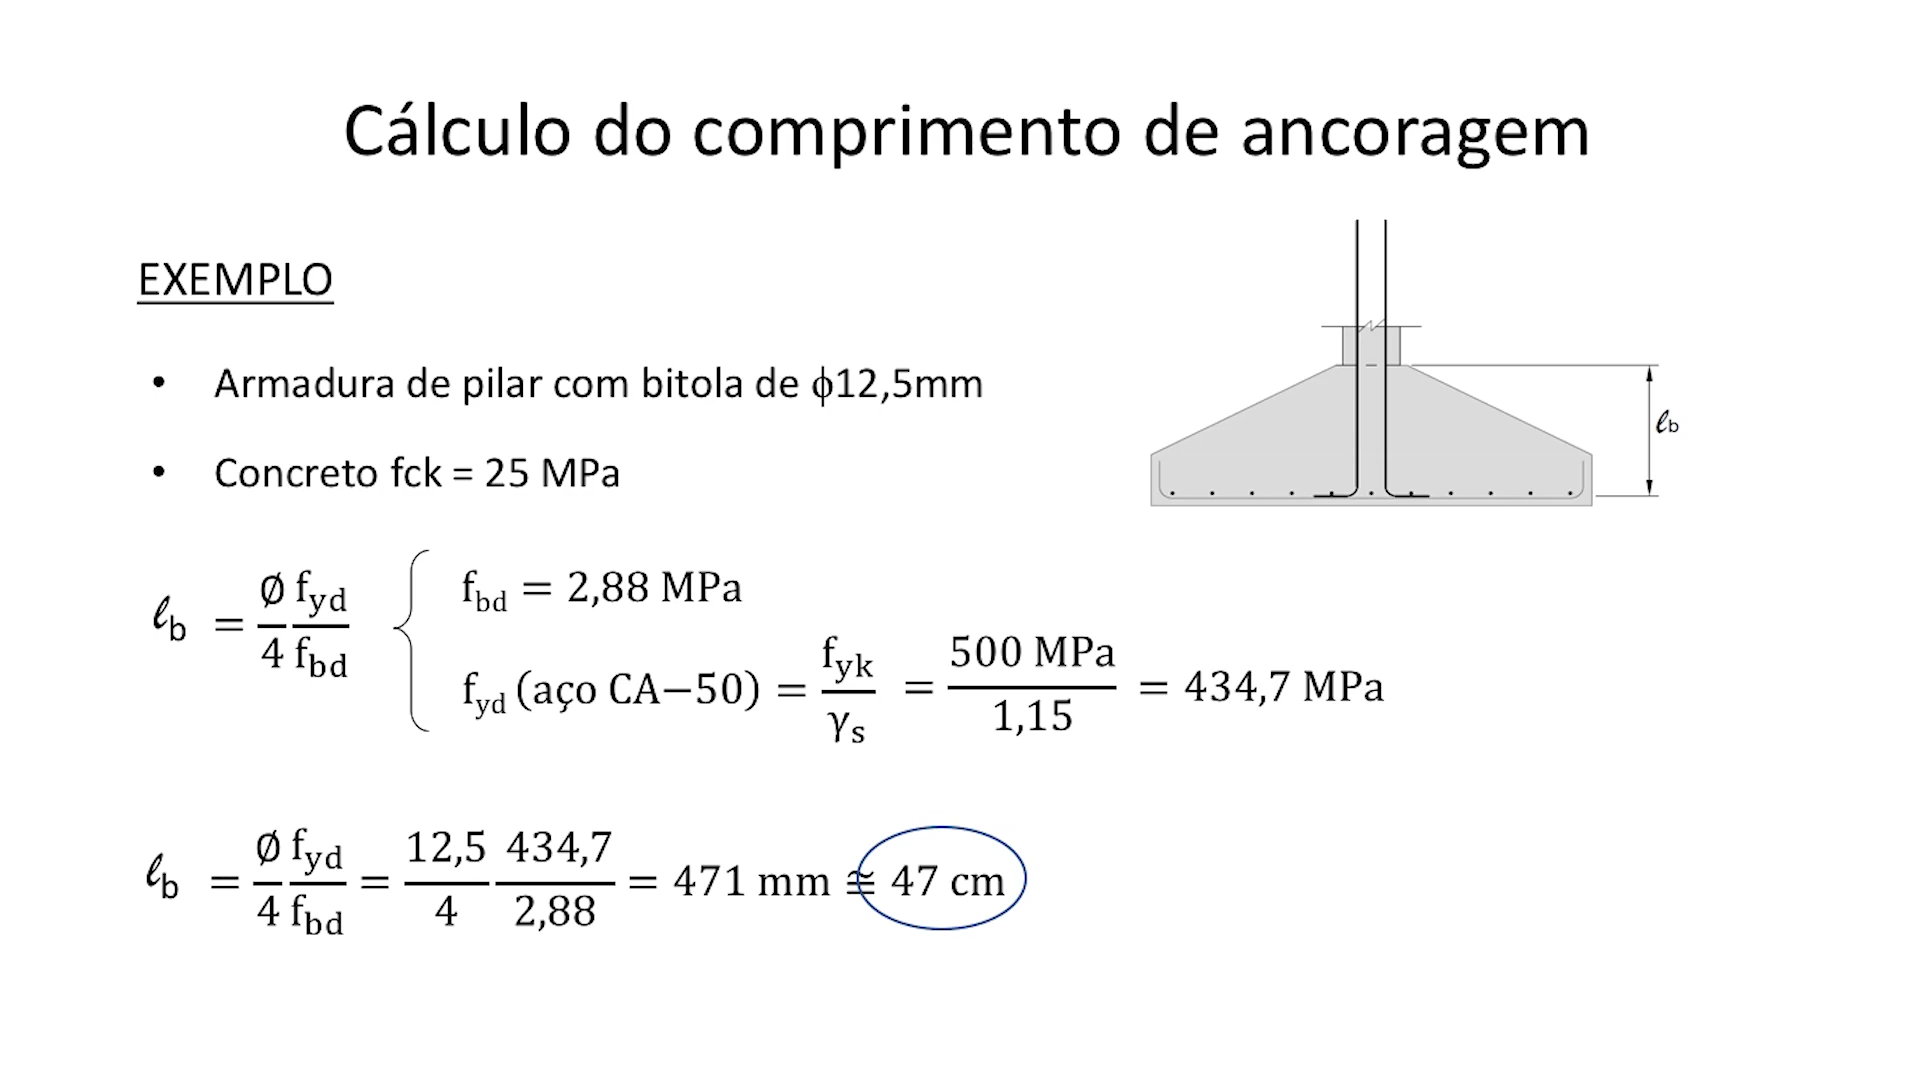 Cálculo do comprimento de ancoragem
EXEMPLO
• Armadura de pilar com bitola de ϕ12,5mm
• Concreto fck = 25 MPa
ℓb
ℓb = ∅/4 fyd/fbd { fbd = 2,88 MPa
fyd (aço CA−50) = fyk/γs = 500 MPa/1,15 = 434,7 MPa
ℓb = ∅/4 fyd/fbd = 12,5/4 434,7/2,88 = 471 mm ≅ 47 cm